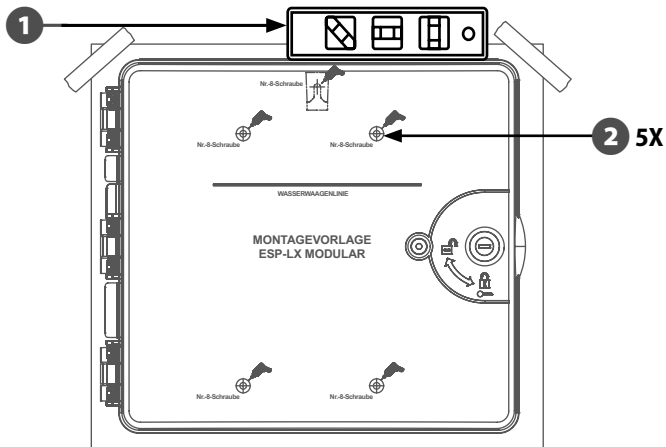 1
Nr.-8-Schraube
Nr.-8-Schraube
Nr.-8-Schraube
2 5X
WASSERWAAGENLINIE
MONTAGEVORLAGE
ESP-LX MODULAR
Nr.-8-Schraube
Nr.-8-Schraube